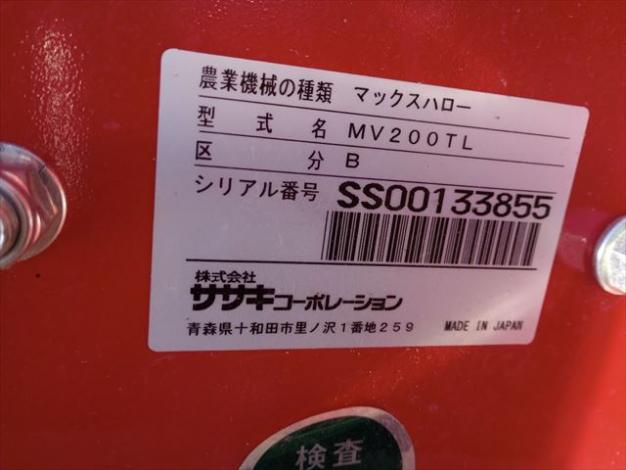 農業機械の種類 マックスハロー
型式名 MV200TL
区分 B
シリアル番号 SS00133855
株式会社
ササキコーポレーション
青森県十和田市里ノ沢1番地259 MADE IN JAPAN
検査